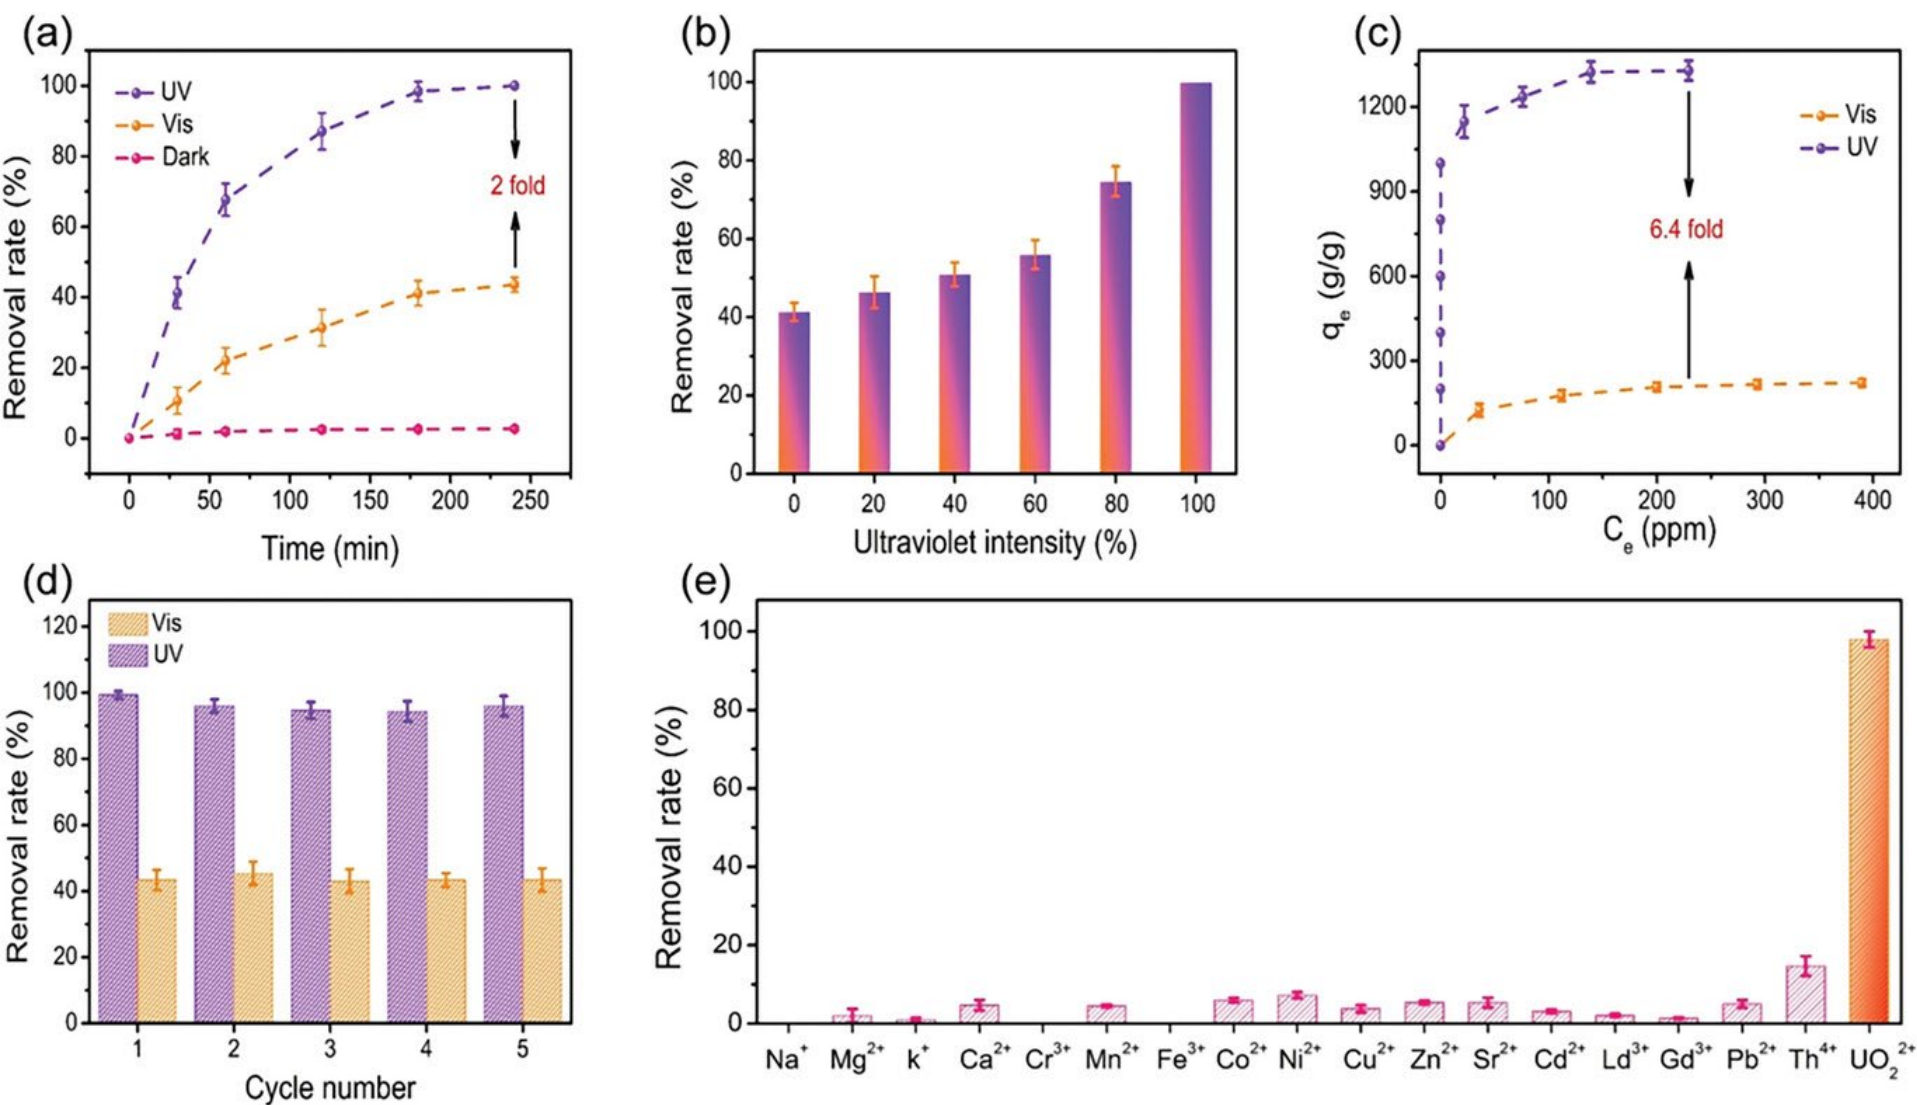 (a)
100
80
60
40
20
0
Removal rate (%)
UV
Vis
Dark
2 fold
0 50 100 150 200 250
Time (min)
(b)
100
80
60
40
20
0
Removal rate (%)
0 20 40 60 80 100
Ultraviolet intensity (%)
(c)
1200
900
600
300
0
qₑ (g/g)
Vis
UV
6.4 fold
0 100 200 300 400
Cₑ (ppm)
(d)
120
100
80
60
40
20
0
Removal rate (%)
Vis
UV
1 2 3 4 5
Cycle number
(e)
100
80
60
40
20
0
Removal rate (%)
Na⁺ Mg²⁺ k⁺ Ca²⁺ Cr³⁺ Mn²⁺ Fe³⁺ Co²⁺ Ni²⁺ Cu²⁺ Zn²⁺ Sr²⁺ Cd²⁺ Ld³⁺ Gd³⁺ Pb²⁺ Th⁴⁺ UO₂²⁺